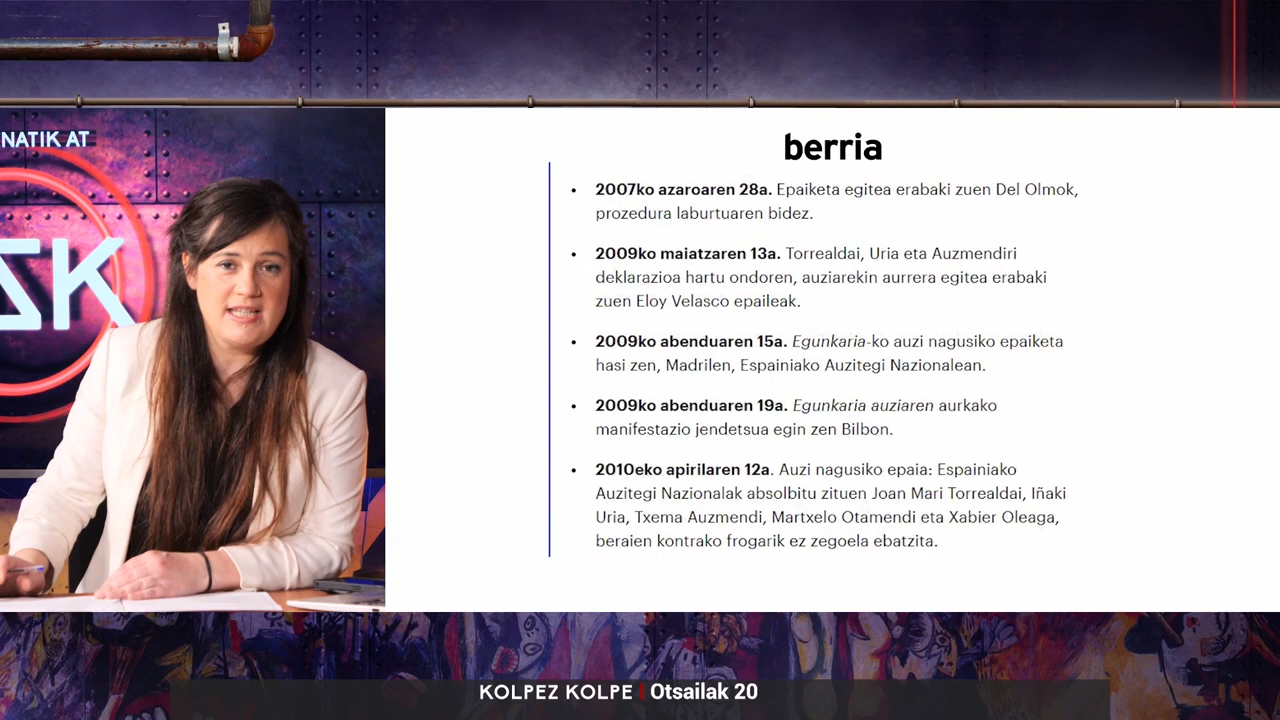 NATIK AT
ZK
berria
• 2007ko azaroaren 28a. Epaiketa egitea erabaki zuen Del Olmok,
prozedura laburtuaren bidez.
• 2009ko maiatzaren 13a. Torrealdai, Uria eta Auzmendiri
deklarazioa hartu ondoren, auziarekin aurrera egitea erabaki
zuen Eloy Velasco epaileak.
• 2009ko abenduaren 15a. Egunkaria-ko auzi nagusiko epaiketa
hasi zen, Madrilen, Espainiako Auzitegi Nazionalean.
• 2009ko abenduaren 19a. Egunkaria auziaren aurkako
manifestazio jendetsua egin zen Bilbon.
• 2010eko apirilaren 12a. Auzi nagusiko epaia: Espainiako
Auzitegi Nazionalak absolbitu zituen Joan Mari Torrealdai, Iñaki
Uria, Txema Auzmendi, Martxelo Otamendi eta Xabier Oleaga,
beraien kontrako frogarik ez zegoela ebatzita.
KOLPEZ KOLPE | Otsailak 20